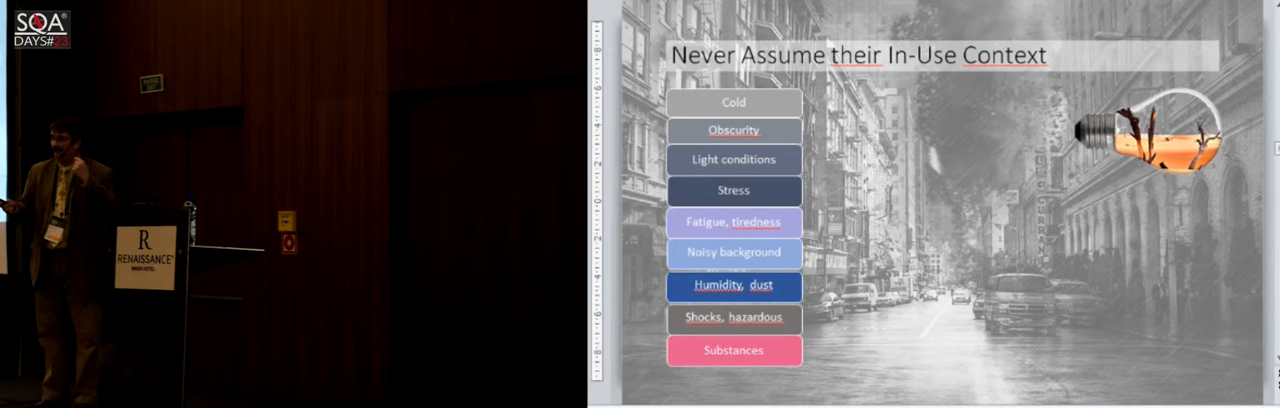 SQA
DAYS#23
R
RENAISSANCE
Never Assume their In-Use Context
Cold
Obscurity
Light conditions
Stress
Fatigue, tiredness
Noisy background
Humidity, dust
Shocks, hazardous
Substances